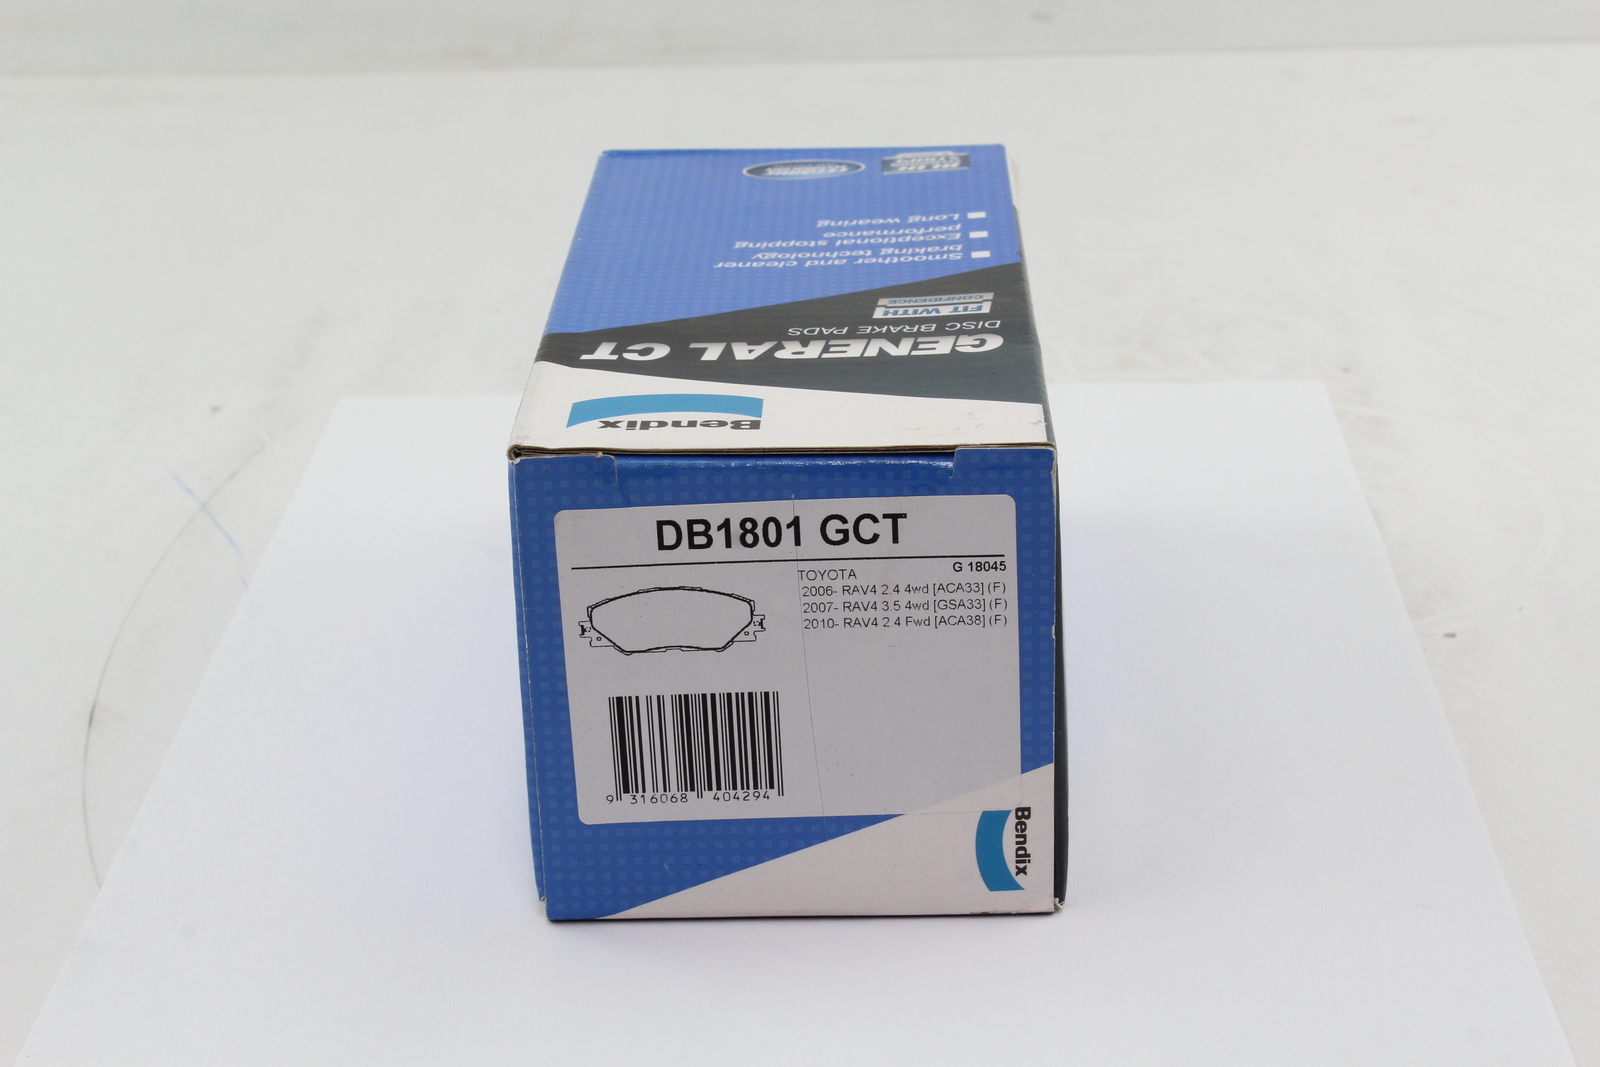 Long wearing
Exceptional stopping
performance
Smoother and cleaner
braking technology
FIT WITH
CONFIDENCE
DISC BRAKE PADS
GENERAL CT
Bendix
DB1801 GCT
G 18045
TOYOTA
2006- RAV4 2.4 4wd [ACA33] (F)
2007- RAV4 3.5 4wd [GSA33] (F)
2010- RAV4 2.4 Fwd [ACA38] (F)
9 316068 404294
Bendix